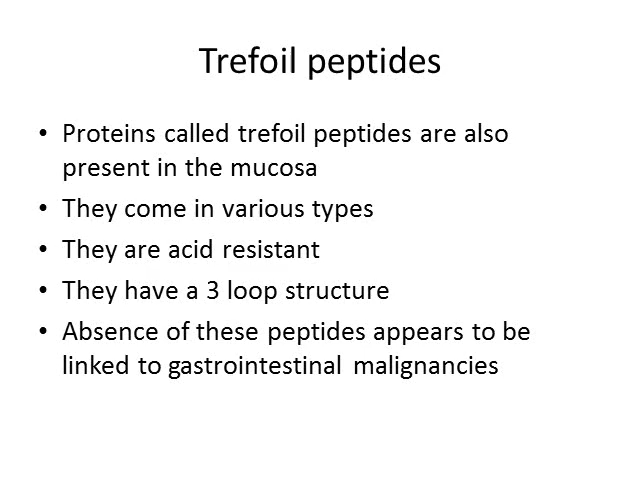 Trefoil peptides
• Proteins called trefoil peptides are also
present in the mucosa
• They come in various types
• They are acid resistant
• They have a 3 loop structure
• Absence of these peptides appears to be
linked to gastrointestinal malignancies